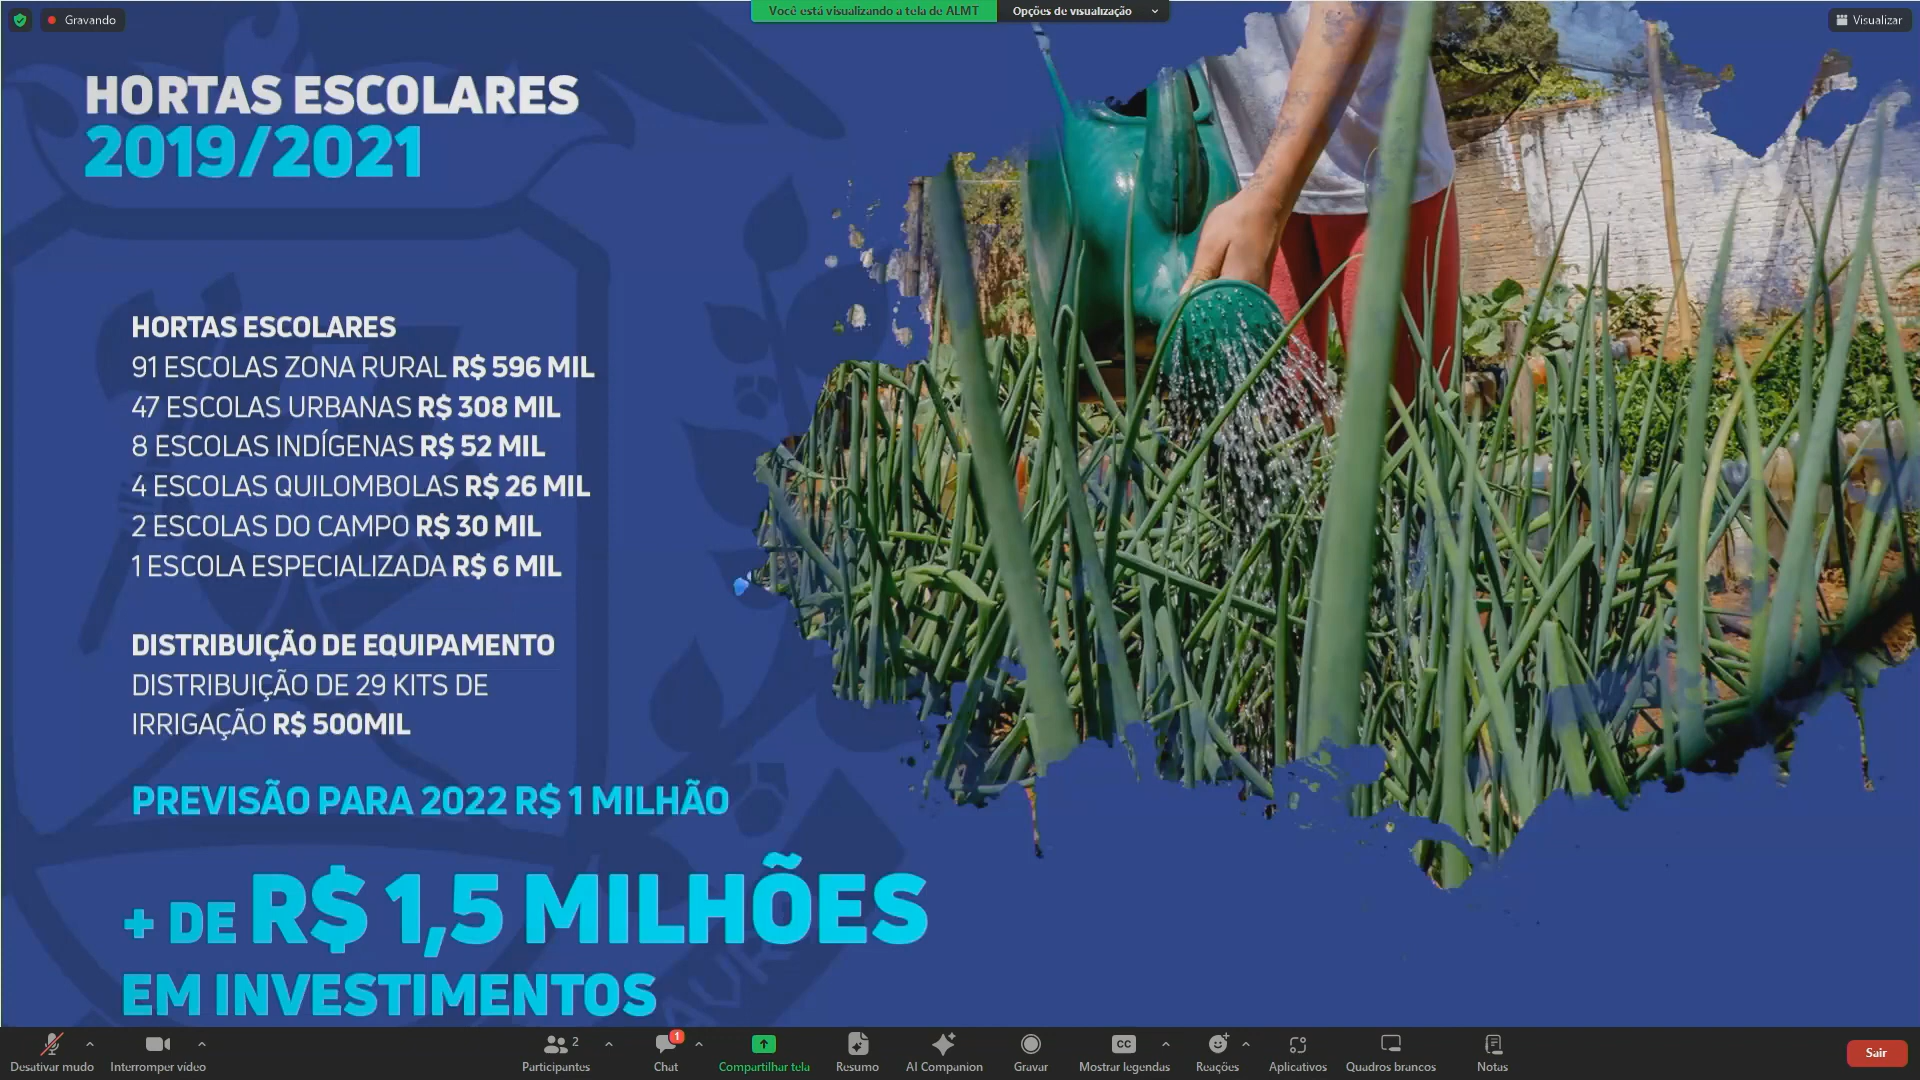 Gravando
Você está visualizando a tela de ALMT
Opções de visualização
Visualizar
HORTAS ESCOLARES
2019/2021
HORTAS ESCOLARES
91 ESCOLAS ZONA RURAL R$ 596 MIL
47 ESCOLAS URBANAS R$ 308 MIL
8 ESCOLAS INDÍGENAS R$ 52 MIL
4 ESCOLAS QUILOMBOLAS R$ 26 MIL
2 ESCOLAS DO CAMPO R$ 30 MIL
1 ESCOLA ESPECIALIZADA R$ 6 MIL
DISTRIBUIÇÃO DE EQUIPAMENTO
DISTRIBUIÇÃO DE 29 KITS DE
IRRIGAÇÃO R$ 500MIL
PREVISÃO PARA 2022 R$ 1 MILHÃO
+ DE R$ 1,5 MILHÕES
EM INVESTIMENTOS
Desativar mudo
Interromper vídeo
2
Participantes
1
Chat
Compartilhar tela
Resumo
AI Companion
Gravar
CC
Mostrar legendas
Reações
Aplicativos
Quadros brancos
Notas
Sair